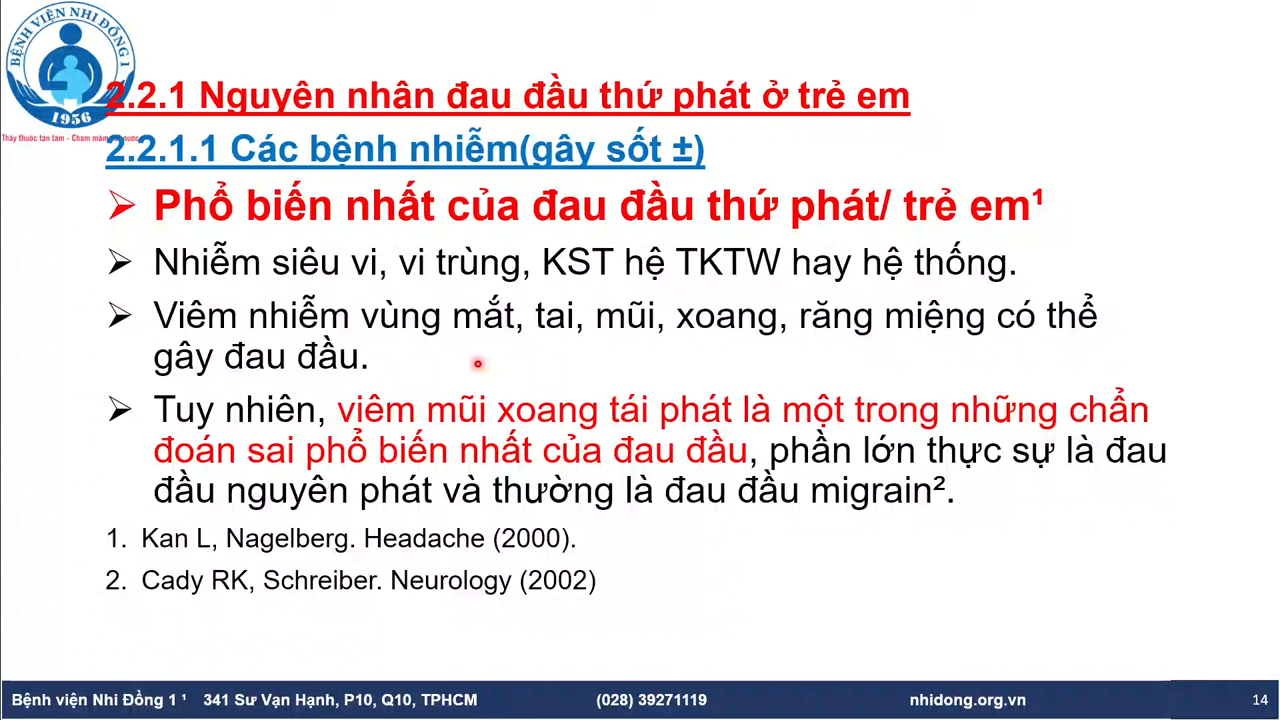 BỆNH VIỆN NHI ĐỒNG 1
1956
2.2.1 Nguyên nhân đau đầu thứ phát ở trẻ em
2.2.1.1 Các bệnh nhiễm(gây sốt ±)
➢ Phổ biến nhất của đau đầu thứ phát/ trẻ em¹
➢ Nhiễm siêu vi, vi trùng, KST hệ TKTW hay hệ thống.
➢ Viêm nhiễm vùng mắt, tai, mũi, xoang, răng miệng có thể
gây đau đầu.
➢ Tuy nhiên, viêm mũi xoang tái phát là một trong những chẩn
đoán sai phổ biến nhất của đau đầu, phần lớn thực sự là đau
đầu nguyên phát và thường là đau đầu migrain².
1. Kan L, Nagelberg. Headache (2000).
2. Cady RK, Schreiber. Neurology (2002)
Bệnh viện Nhi Đồng 1 ¹ 341 Sư Vạn Hạnh, P10, Q10, TPHCM (028) 39271119 nhidong.org.vn 14